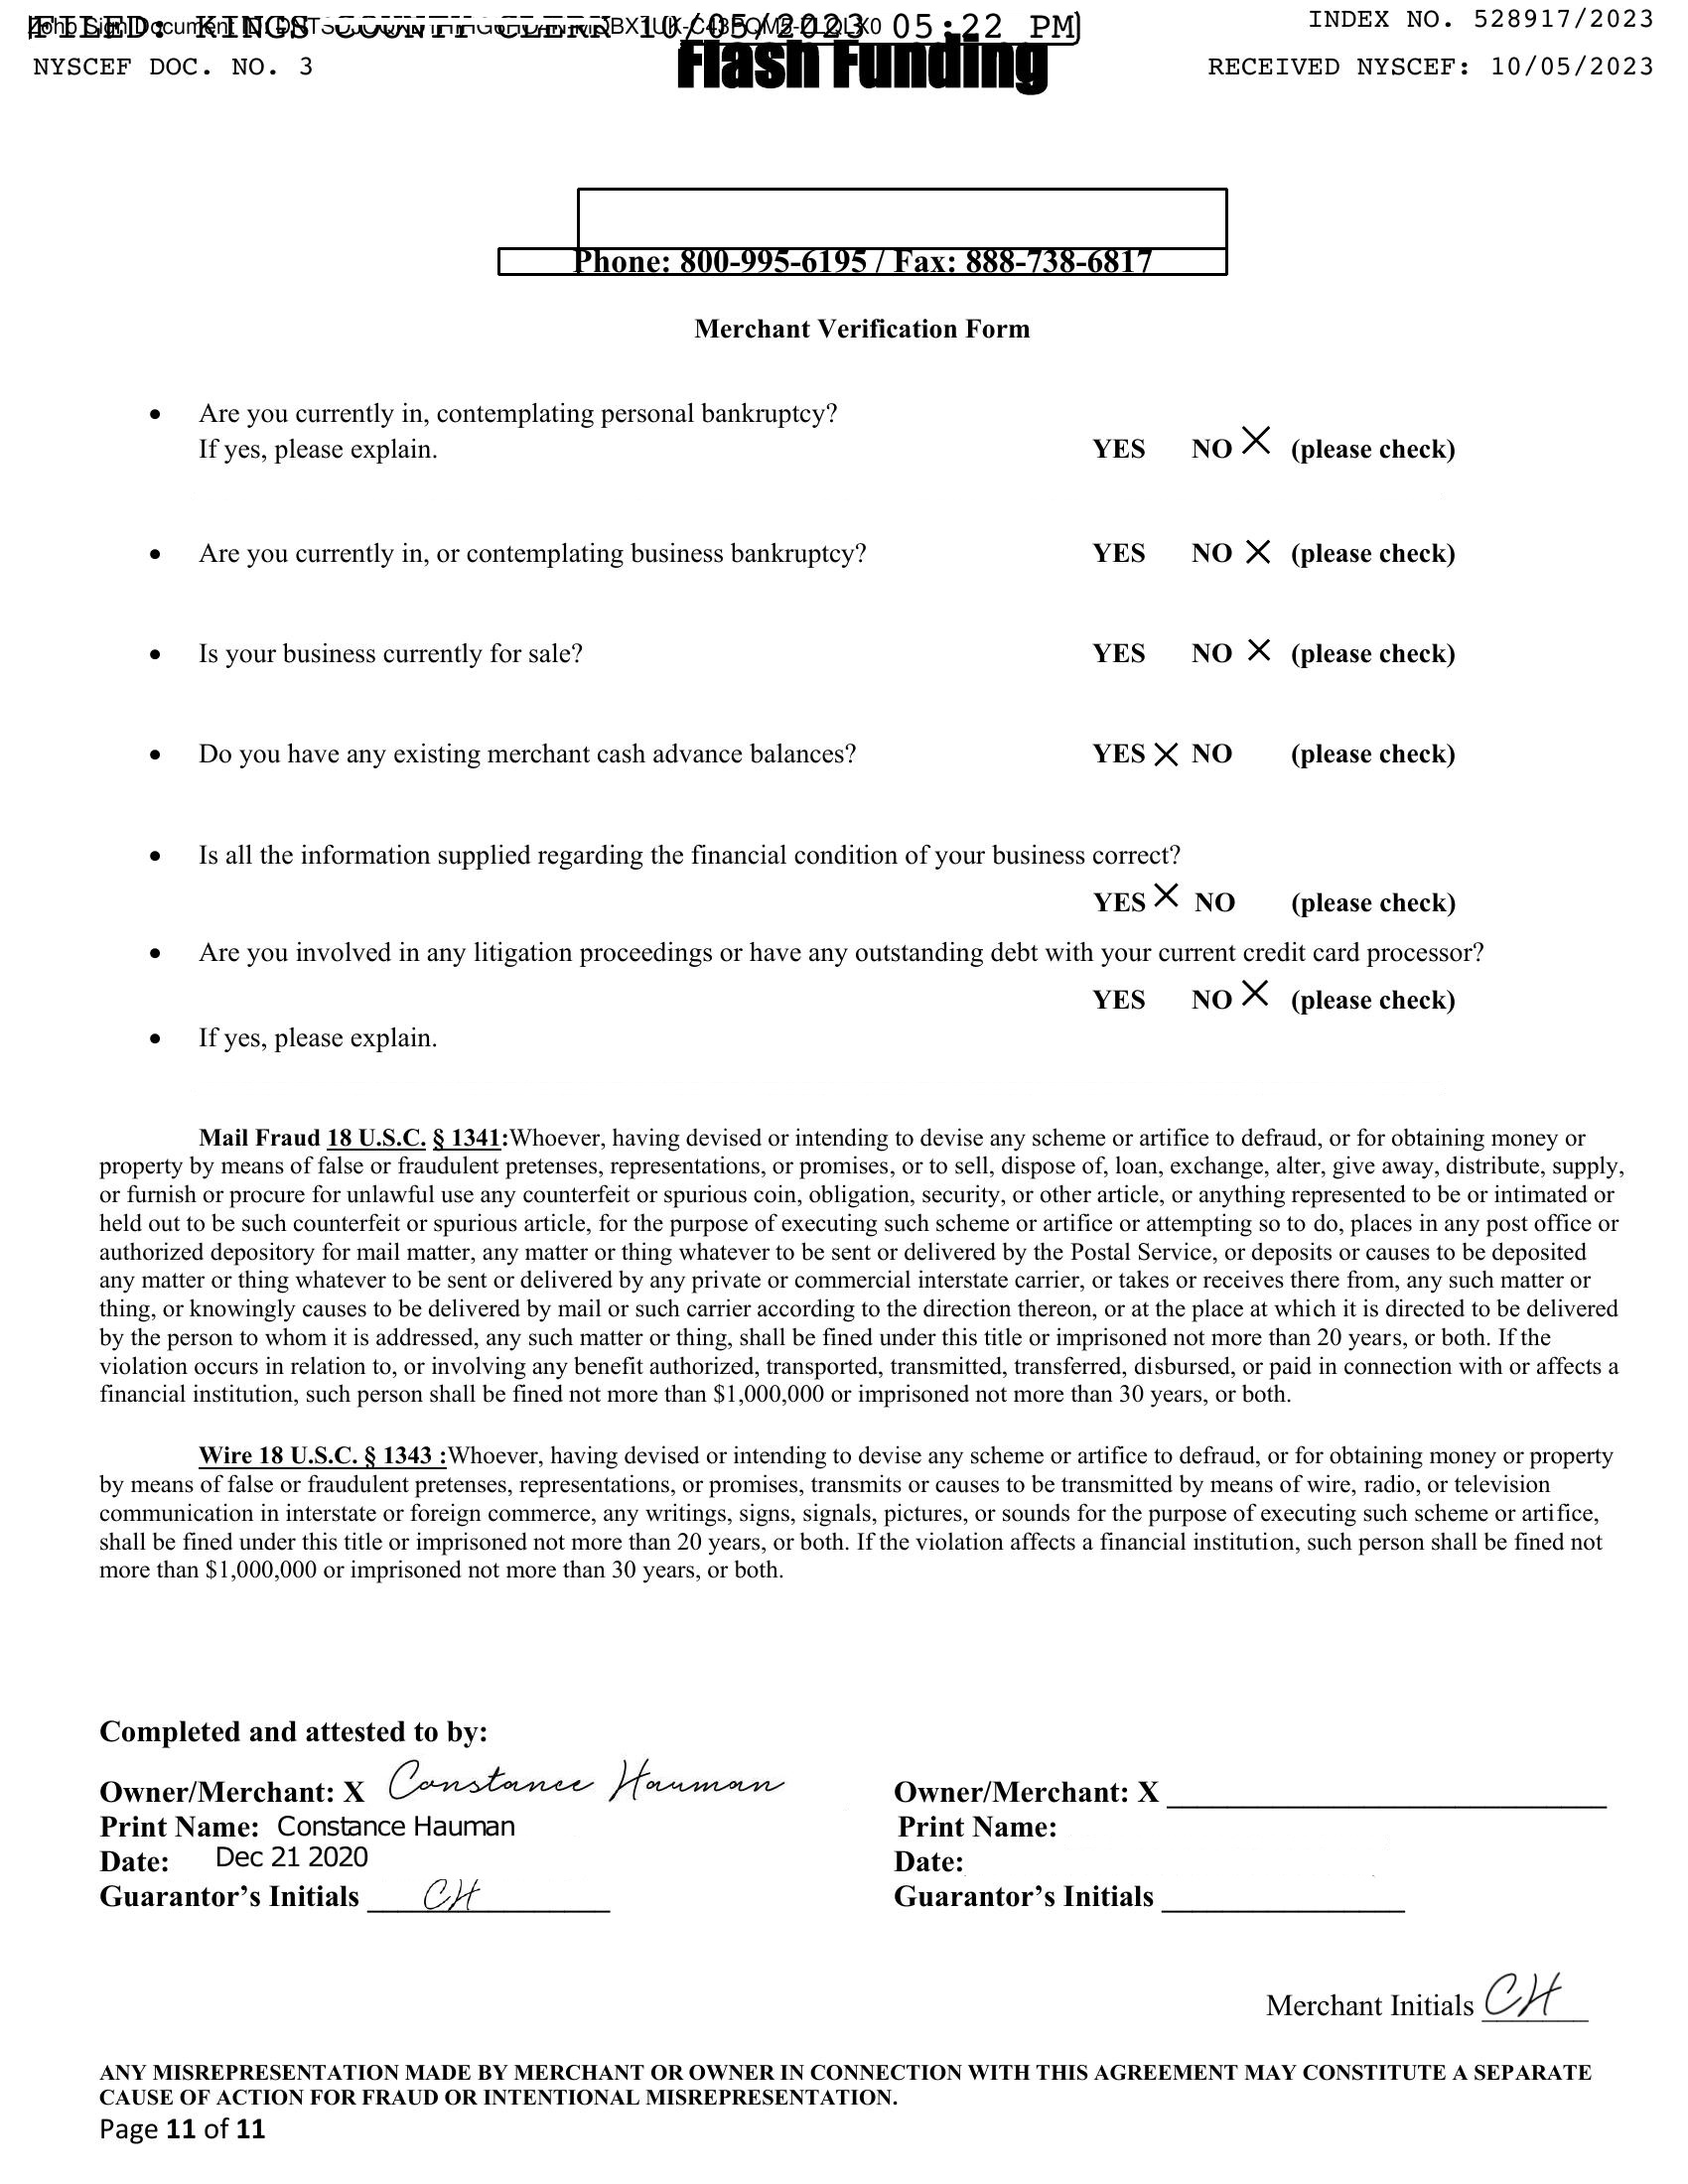 FILED: KINGS COUNTY CLERK 10/05/2023 05:22 PM
INDEX NO. 528917/2023
Zoho Sign Document ID:
NYSCEF DOC. NO. 3
RECEIVED NYSCEF: 10/05/2023
Flash Funding
Phone: 800-995-6195 / Fax: 888-738-6817
Merchant Verification Form
• Are you currently in, contemplating personal bankruptcy?
If yes, please explain. YES NO X (please check)
• Are you currently in, or contemplating business bankruptcy? YES NO X (please check)
• Is your business currently for sale? YES NO X (please check)
• Do you have any existing merchant cash advance balances? YES X NO (please check)
• Is all the information supplied regarding the financial condition of your business correct?
YES X NO (please check)
• Are you involved in any litigation proceedings or have any outstanding debt with your current credit card processor?
YES NO X (please check)
• If yes, please explain.
Mail Fraud 18 U.S.C. § 1341:Whoever, having devised or intending to devise any scheme or artifice to defraud, or for obtaining money or
property by means of false or fraudulent pretenses, representations, or promises, or to sell, dispose of, loan, exchange, alter, give away, distribute, supply,
or furnish or procure for unlawful use any counterfeit or spurious coin, obligation, security, or other article, or anything represented to be or intimated or
held out to be such counterfeit or spurious article, for the purpose of executing such scheme or artifice or attempting so to do, places in any post office or
authorized depository for mail matter, any matter or thing whatever to be sent or delivered by the Postal Service, or deposits or causes to be deposited
any matter or thing whatever to be sent or delivered by any private or commercial interstate carrier, or takes or receives there from, any such matter or
thing, or knowingly causes to be delivered by mail or such carrier according to the direction thereon, or at the place at which it is directed to be delivered
by the person to whom it is addressed, any such matter or thing, shall be fined under this title or imprisoned not more than 20 years, or both. If the
violation occurs in relation to, or involving any benefit authorized, transported, transmitted, transferred, disbursed, or paid in connection with or affects a
financial institution, such person shall be fined not more than $1,000,000 or imprisoned not more than 30 years, or both.
Wire 18 U.S.C. § 1343 :Whoever, having devised or intending to devise any scheme or artifice to defraud, or for obtaining money or property
by means of false or fraudulent pretenses, representations, or promises, transmits or causes to be transmitted by means of wire, radio, or television
communication in interstate or foreign commerce, any writings, signs, signals, pictures, or sounds for the purpose of executing such scheme or artifice,
shall be fined under this title or imprisoned not more than 20 years, or both. If the violation affects a financial institution, such person shall be fined not
more than $1,000,000 or imprisoned not more than 30 years, or both.
Completed and attested to by:
Owner/Merchant: X Constance Hauman Owner/Merchant: X
Print Name: Constance Hauman Print Name:
Date: Dec 21 2020 Date:
Guarantor's Initials CH Guarantor's Initials
Merchant Initials CH
ANY MISREPRESENTATION MADE BY MERCHANT OR OWNER IN CONNECTION WITH THIS AGREEMENT MAY CONSTITUTE A SEPARATE
CAUSE OF ACTION FOR FRAUD OR INTENTIONAL MISREPRESENTATION.
Page 11 of 11